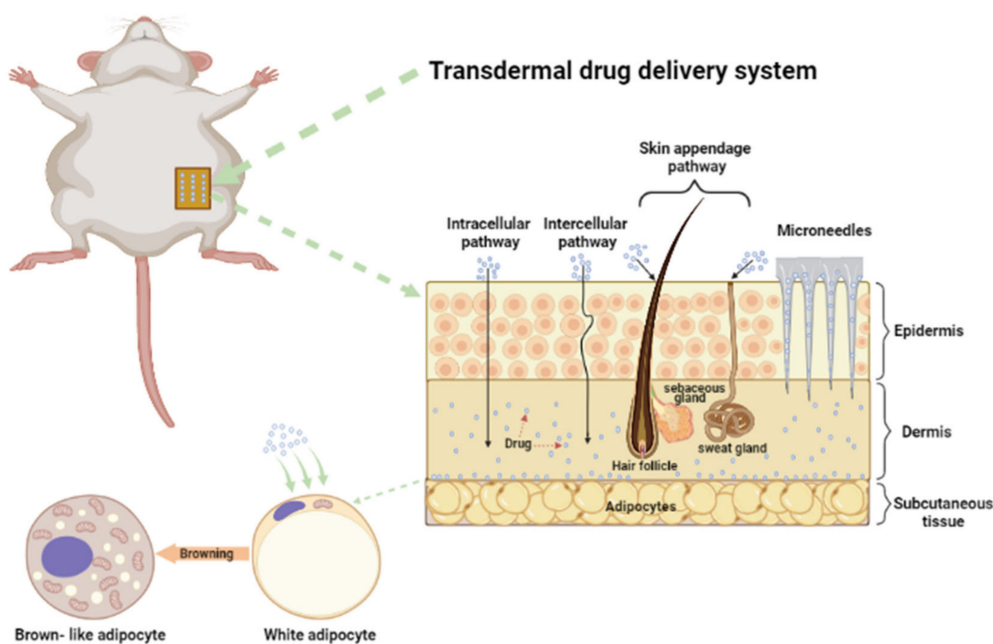 Transdermal drug delivery system
Skin appendage
pathway
Intracellular
pathway
Intercellular
pathway
Microneedles
Epidermis
sebaceous
gland
Drug
Dermis
sweat gland
Hair follicle
Adipocytes
Subcutaneous
tissue
Browning
Brown- like adipocyte
White adipocyte